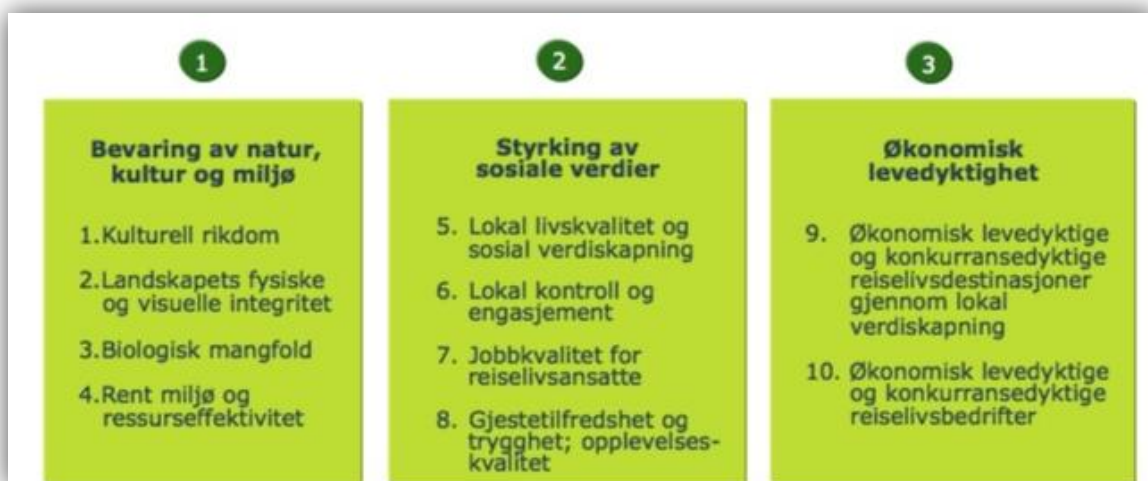 1
Bevaring av natur,
kultur og miljø
1.Kulturell rikdom
2.Landskapets fysiske
og visuelle integritet
3.Biologisk mangfold
4.Rent miljø og
ressurseffektivitet
2
Styrking av
sosiale verdier
5. Lokal livskvalitet og
sosial verdiskapning
6. Lokal kontroll og
engasjement
7. Jobbkvalitet for
reiselivsansatte
8. Gjestetilfredshet og
trygghet; opplevelses-
kvalitet
3
Økonomisk
levedyktighet
9. Økonomisk levedyktige
og konkurransedyktige
reiselivsdestinasjoner
gjennom lokal
verdiskapning
10. Økonomisk levedyktige
og konkurransedyktige
reiselivsbedrifter